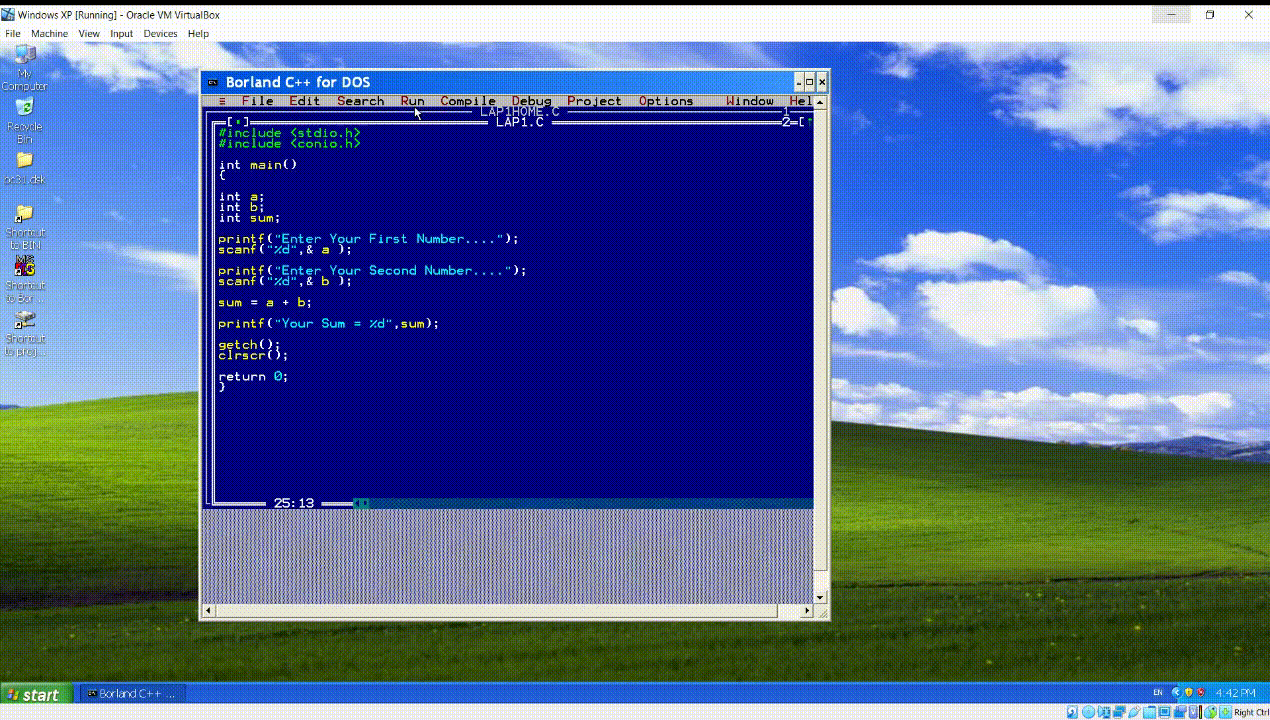 Windows XP [Running] - Oracle VM VirtualBox
File Machine View Input Devices Help
My Computer
Recycle Bin
bc31.dsk
Shortcut to BIN
Shortcut to Bor...
Shortcut to proj...
Borland C++ for DOS
≡ File Edit Search Run Compile Debug Project Options Window Hel
LAP1HOME.C 1
LAP1.C 2
#include <stdio.h>
#include <conio.h>
int main()
{
int a;
int b;
int sum;
printf("Enter Your First Number....");
scanf("%d",& a );
printf("Enter Your Second Number....");
scanf("%d",& b );
sum = a + b;
printf("Your Sum = %d",sum);
getch();
clrscr();
return 0;
}
25:13
start
Borland C++ ...
EN
4:42 PM
Right Ctrl